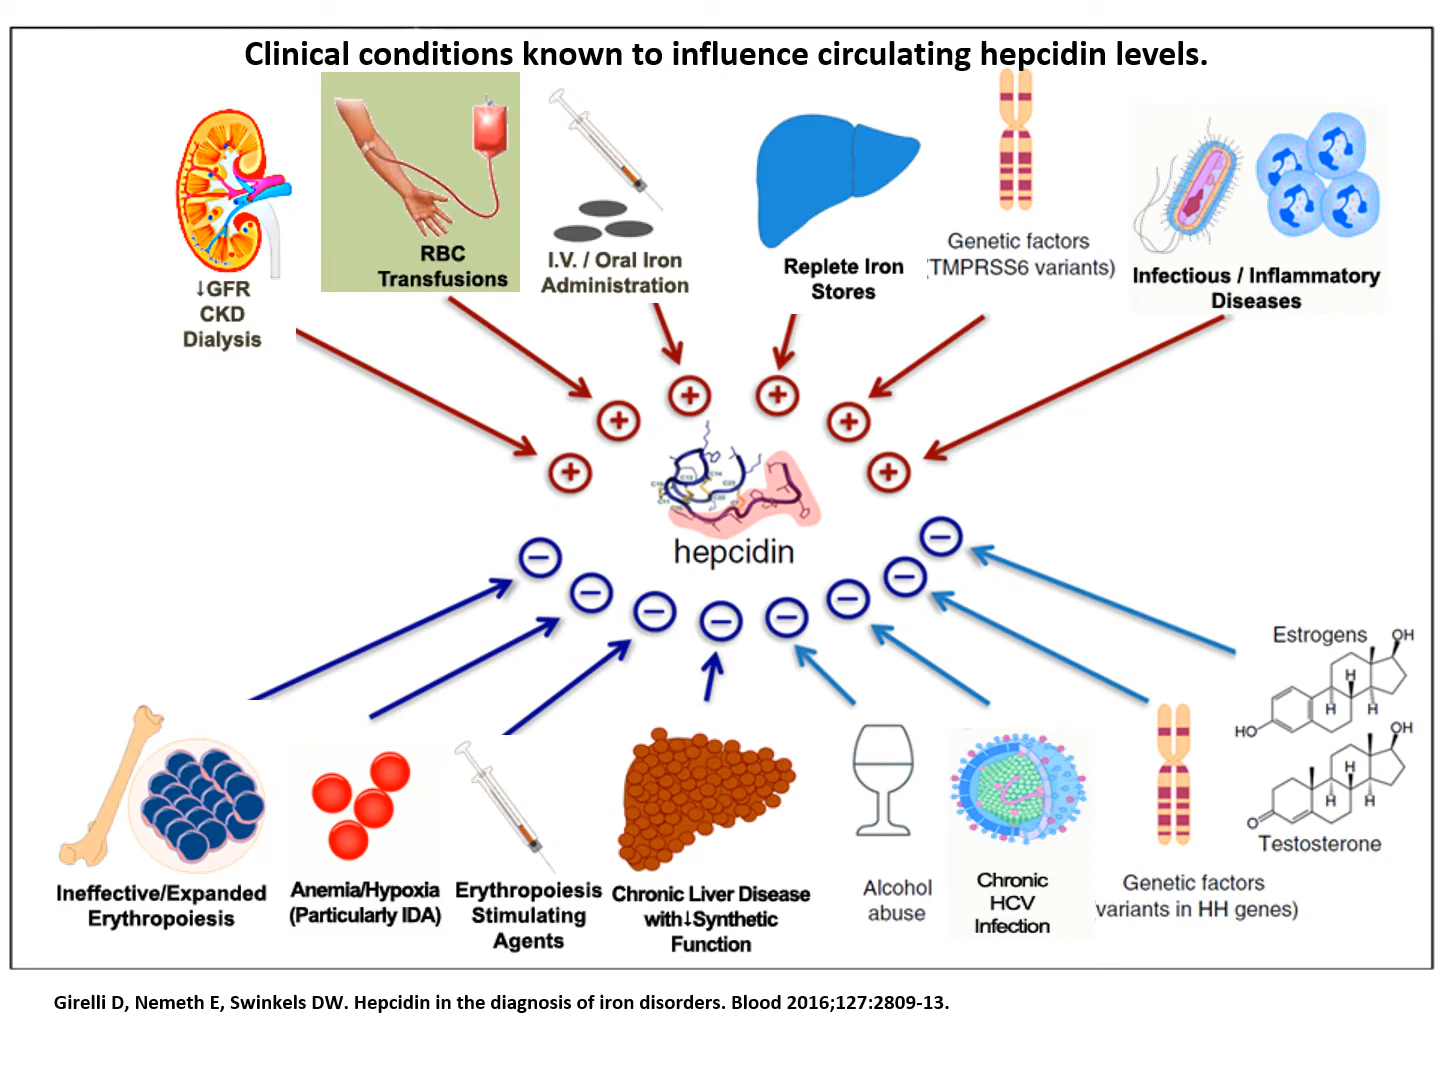 Clinical conditions known to influence circulating hepcidin levels.
↓GFR
CKD
Dialysis
RBC
Transfusions
I.V. / Oral Iron
Administration
Replete Iron
Stores
Genetic factors
TMPRSS6 variants)
Infectious / Inflammatory
Diseases
+
+
+
+
+
+
hepcidin
−
−
−
−
−
−
−
−
Ineffective/Expanded
Erythropoiesis
Anemia/Hypoxia
(Particularly IDA)
Erythropoiesis
Stimulating
Agents
Chronic Liver Disease
with↓Synthetic
Function
Alcohol
abuse
Chronic
HCV
Infection
Genetic factors
variants in HH genes)
Estrogens
OH
H
H
H
HO
OH
H
H
H
O
Testosterone
Girelli D, Nemeth E, Swinkels DW. Hepcidin in the diagnosis of iron disorders. Blood 2016;127:2809-13.